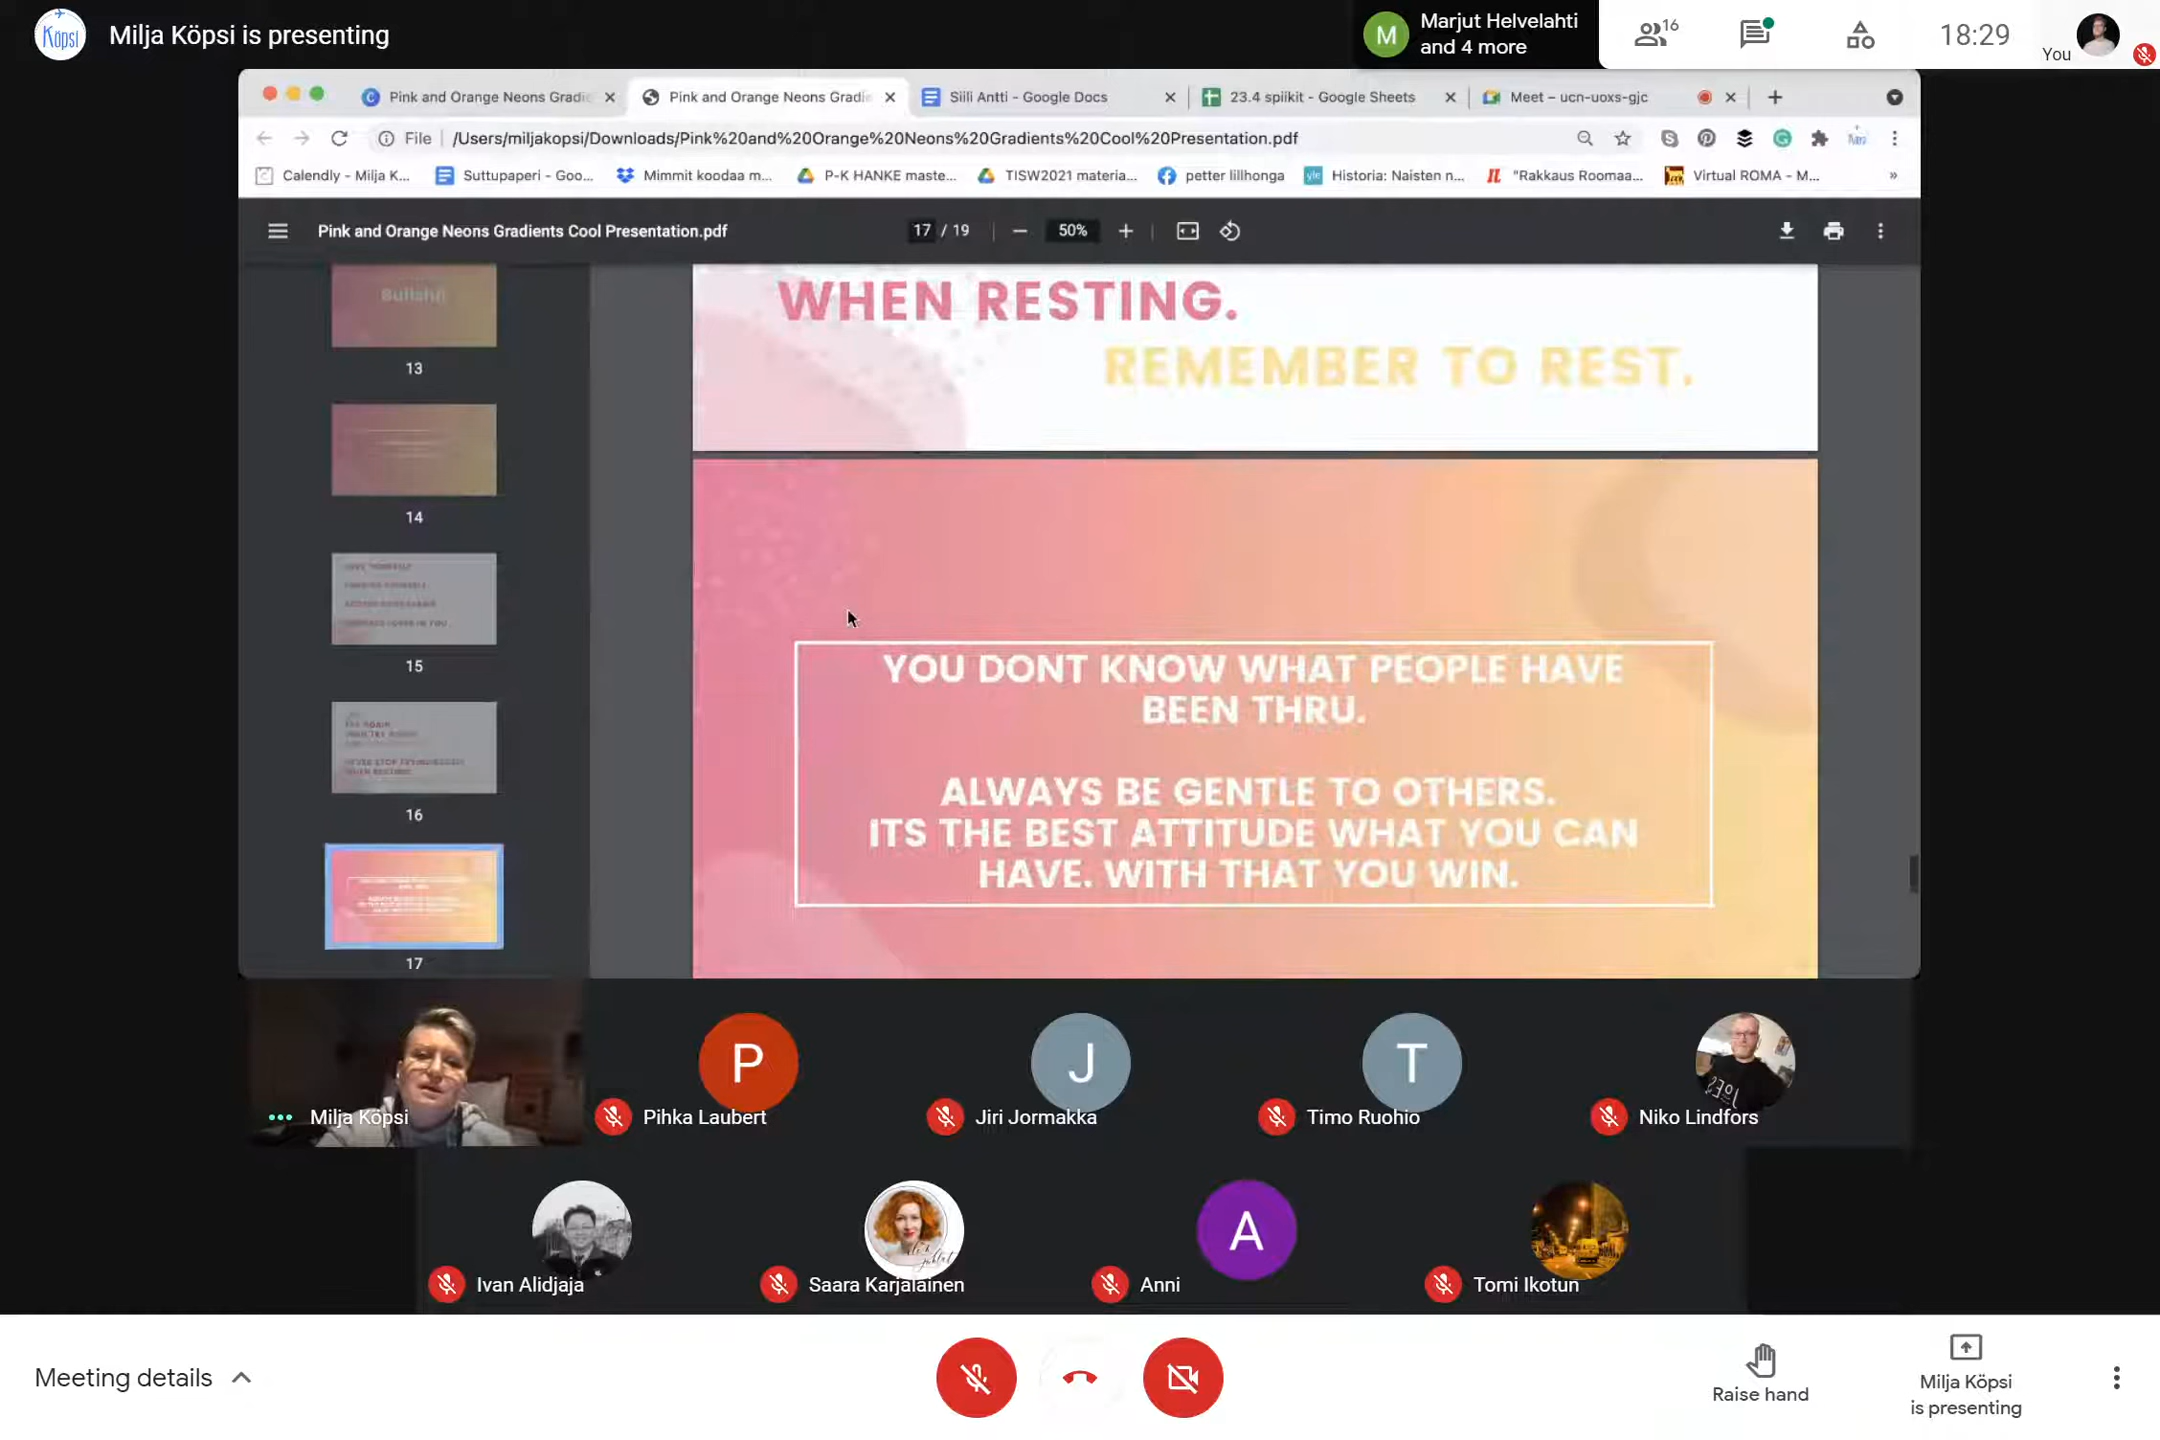 Köpsi
Milja Köpsi is presenting
M
Marjut Helvelahti
and 4 more
16
18:29
You
Pink and Orange Neons Gradie
Pink and Orange Neons Gradie
Siili Antti - Google Docs
23.4 spiikit - Google Sheets
Meet – ucn-uoxs-gjc
File
/Users/miljakopsi/Downloads/Pink%20and%20Orange%20Neons%20Gradients%20Cool%20Presentation.pdf
Calendly - Milja K...
Suttupaperi - Goo...
Mimmit koodaa m...
P-K HANKE maste...
TISW2021 materia...
petter lillhonga
yle
Historia: Naisten n...
"Rakkaus Roomaa...
Virtual ROMA - M...
»
Pink and Orange Neons Gradients Cool Presentation.pdf
17 / 19
50%
Bullshit
13
14
15
16
17
WHEN RESTING.
REMEMBER TO REST.
YOU DONT KNOW WHAT PEOPLE HAVE
BEEN THRU.
ALWAYS BE GENTLE TO OTHERS.
ITS THE BEST ATTITUDE WHAT YOU CAN
HAVE. WITH THAT YOU WIN.
Milja Köpsi
P
Pihka Laubert
J
Jiri Jormakka
T
Timo Ruohio
Niko Lindfors
Ivan Alidjaja
Saara Karjalainen
A
Anni
Tomi Ikotun
Meeting details
Raise hand
Milja Köpsi
is presenting